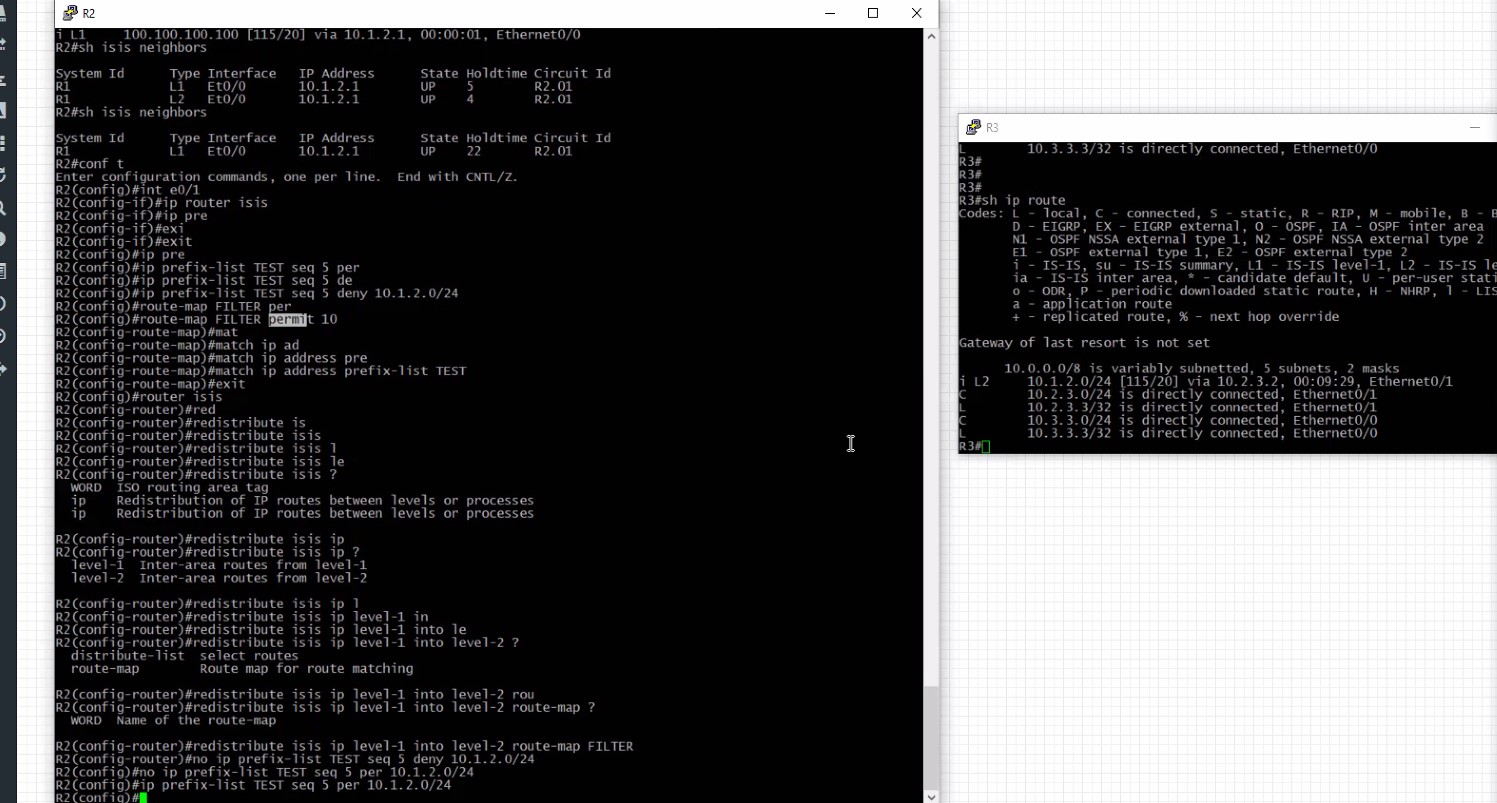 R2
i L1     100.100.100.100 [115/20] via 10.1.2.1, 00:00:01, Ethernet0/0
R2#sh isis neighbors
System Id      Type Interface   IP Address      State Holdtime Circuit Id
R1             L1   Et0/0       10.1.2.1        UP    5        R2.01
R1             L2   Et0/0       10.1.2.1        UP    4        R2.01
R2#sh isis neighbors
System Id      Type Interface   IP Address      State Holdtime Circuit Id
R1             L1   Et0/0       10.1.2.1        UP    22       R2.01
R2#conf t
Enter configuration commands, one per line.  End with CNTL/Z.
R2(config)#int e0/1
R2(config-if)#ip router isis
R2(config-if)#ip pre
R2(config-if)#exi
R2(config-if)#exit
R2(config)#ip pre
R2(config)#ip prefix-list TEST seq 5 per
R2(config)#ip prefix-list TEST seq 5 de
R2(config)#ip prefix-list TEST seq 5 deny 10.1.2.0/24
R2(config)#route-map FILTER per
R2(config)#route-map FILTER permit 10
R2(config-route-map)#mat
R2(config-route-map)#match ip ad
R2(config-route-map)#match ip address pre
R2(config-route-map)#match ip address prefix-list TEST
R2(config-route-map)#exit
R2(config)#router isis
R2(config-router)#red
R2(config-router)#redistribute is
R2(config-router)#redistribute isis
R2(config-router)#redistribute isis l
R2(config-router)#redistribute isis le
R2(config-router)#redistribute isis ?
  WORD  ISO routing area tag
  ip    Redistribution of IP routes between levels or processes
  ip    Redistribution of IP routes between levels or processes
R2(config-router)#redistribute isis ip
R2(config-router)#redistribute isis ip ?
  level-1  Inter-area routes from level-1
  level-2  Inter-area routes from level-2
R2(config-router)#redistribute isis ip l
R2(config-router)#redistribute isis ip level-1 in
R2(config-router)#redistribute isis ip level-1 into le
R2(config-router)#redistribute isis ip level-1 into level-2 ?
  distribute-list  select routes
  route-map        Route map for route matching
R2(config-router)#redistribute isis ip level-1 into level-2 rou
R2(config-router)#redistribute isis ip level-1 into level-2 route-map ?
  WORD  Name of the route-map
R2(config-router)#redistribute isis ip level-1 into level-2 route-map FILTER
R2(config-router)#no ip prefix-list TEST seq 5 deny 10.1.2.0/24
R2(config)#no ip prefix-list TEST seq 5 per 10.1.2.0/24
R2(config)#ip prefix-list TEST seq 5 per 10.1.2.0/24
R2(config)#
R3
L        10.3.3.3/32 is directly connected, Ethernet0/0
R3#
R3#
R3#
R3#sh ip route
Codes: L - local, C - connected, S - static, R - RIP, M - mobile, B - B
       D - EIGRP, EX - EIGRP external, O - OSPF, IA - OSPF inter area
       N1 - OSPF NSSA external type 1, N2 - OSPF NSSA external type 2
       E1 - OSPF external type 1, E2 - OSPF external type 2
       i - IS-IS, su - IS-IS summary, L1 - IS-IS level-1, L2 - IS-IS le
       ia - IS-IS inter area, * - candidate default, U - per-user stati
       o - ODR, P - periodic downloaded static route, H - NHRP, l - LIS
       a - application route
       + - replicated route, % - next hop override
Gateway of last resort is not set
      10.0.0.0/8 is variably subnetted, 5 subnets, 2 masks
i L2     10.1.2.0/24 [115/20] via 10.2.3.2, 00:09:29, Ethernet0/1
C        10.2.3.0/24 is directly connected, Ethernet0/1
L        10.2.3.3/32 is directly connected, Ethernet0/1
C        10.3.3.0/24 is directly connected, Ethernet0/0
L        10.3.3.3/32 is directly connected, Ethernet0/0
R3#